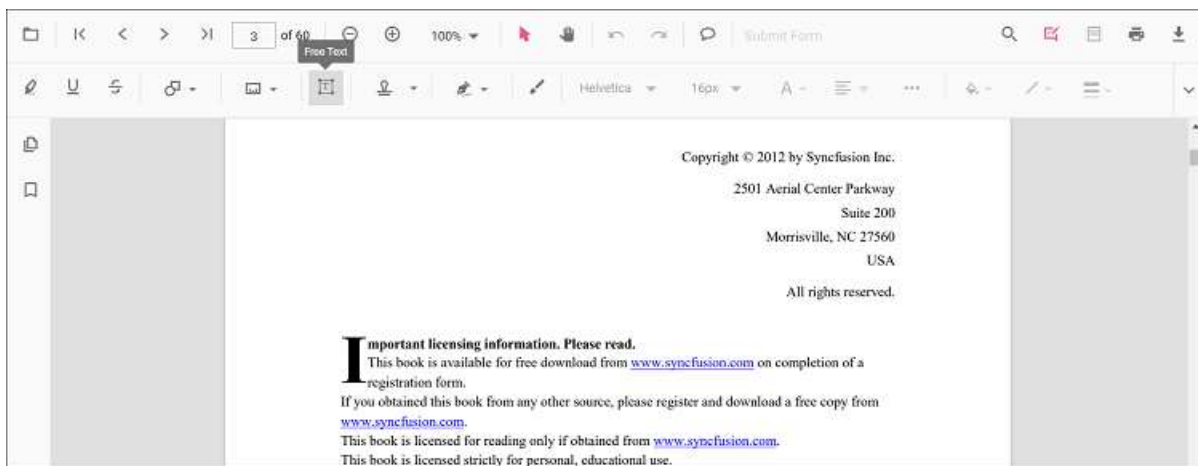 3 of 60 100% Submit Form
Free Text
Helvetica 16px A
Copyright © 2012 by Syncfusion Inc.
2501 Aerial Center Parkway
Suite 200
Morrisville, NC 27560
USA
All rights reserved.
Important licensing information. Please read.
This book is available for free download from www.syncfusion.com on completion of a
registration form.
If you obtained this book from any other source, please register and download a free copy from
www.syncfusion.com.
This book is licensed for reading only if obtained from www.syncfusion.com.
This book is licensed strictly for personal, educational use.